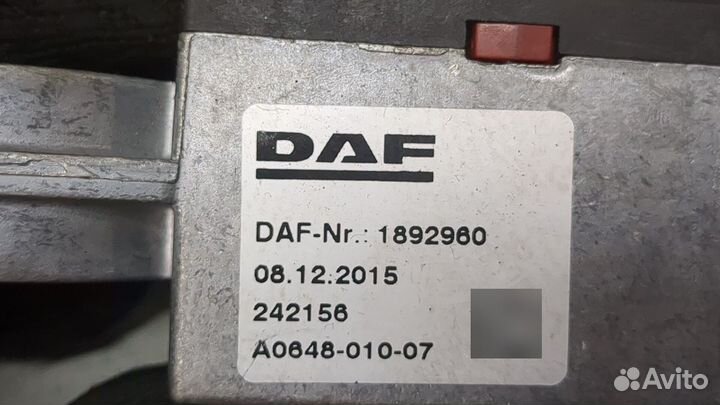 DAF
DAF-Nr.: 1892960
08.12.2015
242156
A0648-010-07
Avito